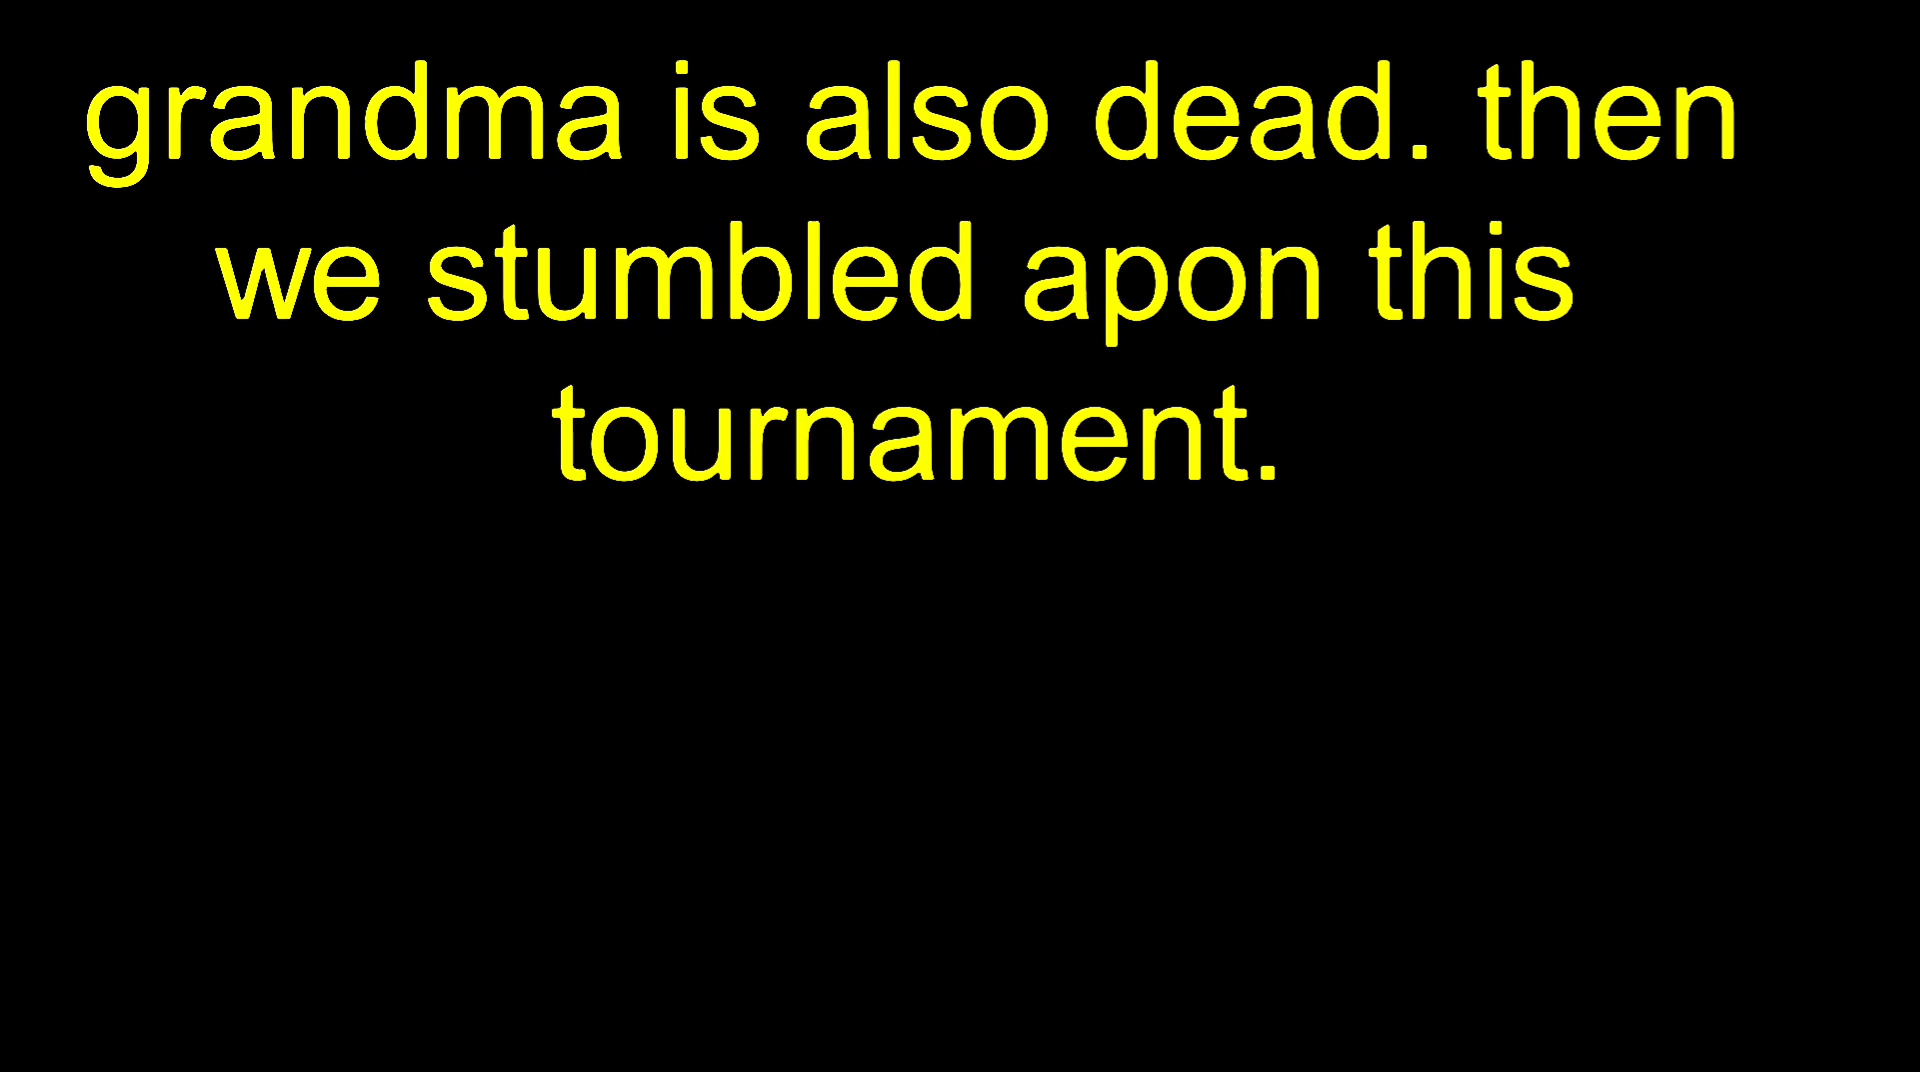 grandma is also dead. then
we stumbled apon this
tournament.